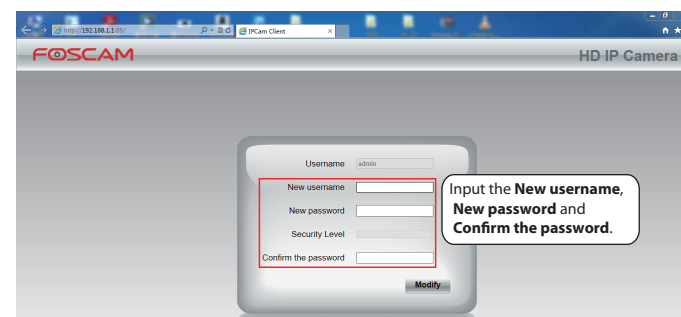 http://192.168.1.1:88/
IPCam Client
FOSCAM
HD IP Camera
Username admin
New username
New password
Security Level
Confirm the password
Modify
Input the New username,
New password and
Confirm the password.